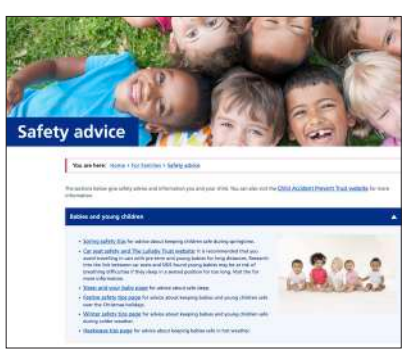 Safety advice
You are here: Home > For Families > Safety advice
The sections below give safety advice and information you and your child. You can also visit the Child Accident Prevent Trust website for more
information.
Babies and young children
Spring safety tips for advice about keeping children safe during springtime.
Car seat safety and The Lullaby Trust website It is recommended that you
avoid travelling in cars with pre-term and young babies for long distances. Research
into the link between car seats and SIDS found young babies may be at risk of
breathing difficulties if they sleep in a seated position for too long. Visit the for
more information.
Sleep and your baby page for advice about safe sleep.
Festive safety tips page for advice about keeping babies and young children safe
over the Christmas holidays.
Winter safety tips page for advice about keeping babies and young children safe
during colder weather.
Heatwave tips page for advice about keeping babies safe in hot weather.